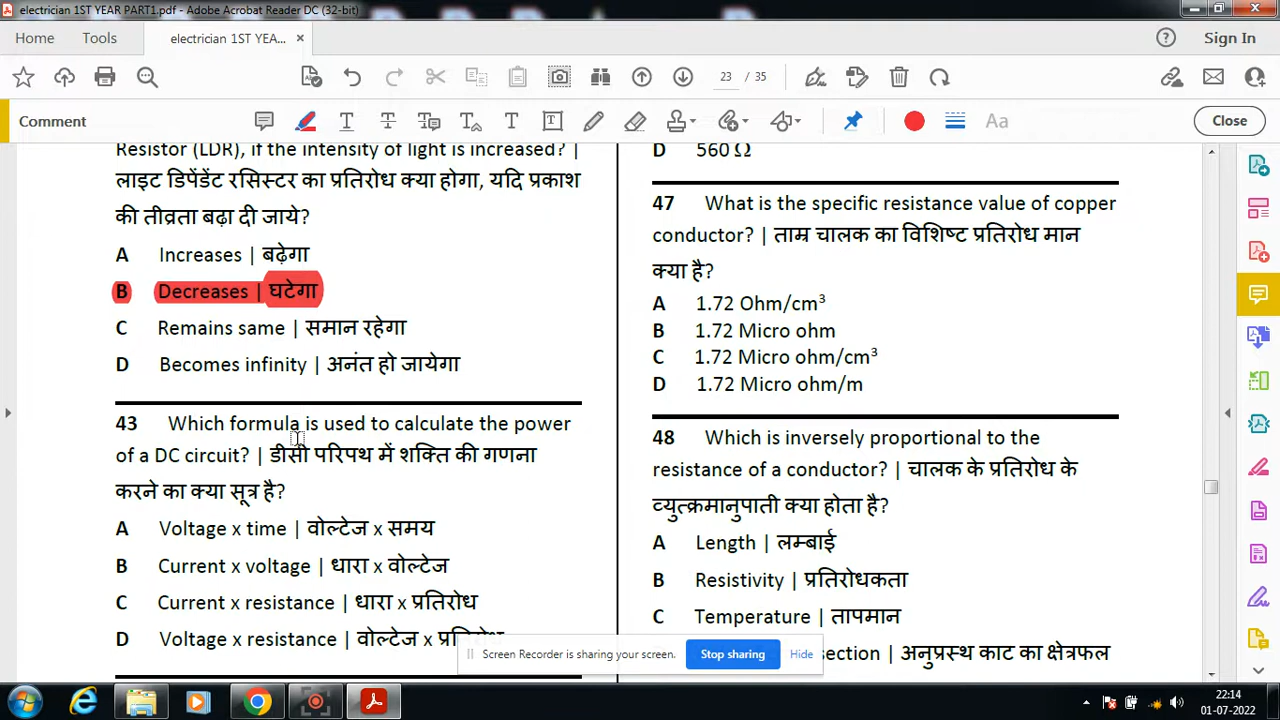 electrician 1ST YEAR PART1.pdf - Adobe Acrobat Reader DC (32-bit)
Home Tools electrician 1ST YEA... × Sign In
23 / 35
Comment Close
Resistor (LDR), if the intensity of light is increased? |
लाइट डिपेंडेंट रसिस्टर का प्रतिरोध क्या होगा, यदि प्रकाश
की तीव्रता बढ़ा दी जाये?
A Increases | बढ़ेगा
B Decreases | घटेगा
C Remains same | समान रहेगा
D Becomes infinity | अनंत हो जायेगा
43 Which formula is used to calculate the power
of a DC circuit? | डीसी परिपथ में शक्ति की गणना
करने का क्या सूत्र है?
A Voltage x time | वोल्टेज x समय
B Current x voltage | धारा x वोल्टेज
C Current x resistance | धारा x प्रतिरोध
D Voltage x resistance | वोल्टेज x प्रतिरोध
D 560 Ω
47 What is the specific resistance value of copper
conductor? | ताम्र चालक का विशिष्ट प्रतिरोध मान
क्या है?
A 1.72 Ohm/cm³
B 1.72 Micro ohm
C 1.72 Micro ohm/cm³
D 1.72 Micro ohm/m
48 Which is inversely proportional to the
resistance of a conductor? | चालक के प्रतिरोध के
व्युत्क्रमानुपाती क्या होता है?
A Length | लम्बाई
B Resistivity | प्रतिरोधकता
C Temperature | तापमान
section | अनुप्रस्थ काट का क्षेत्रफल
Screen Recorder is sharing your screen. Stop sharing Hide
22:14
01-07-2022